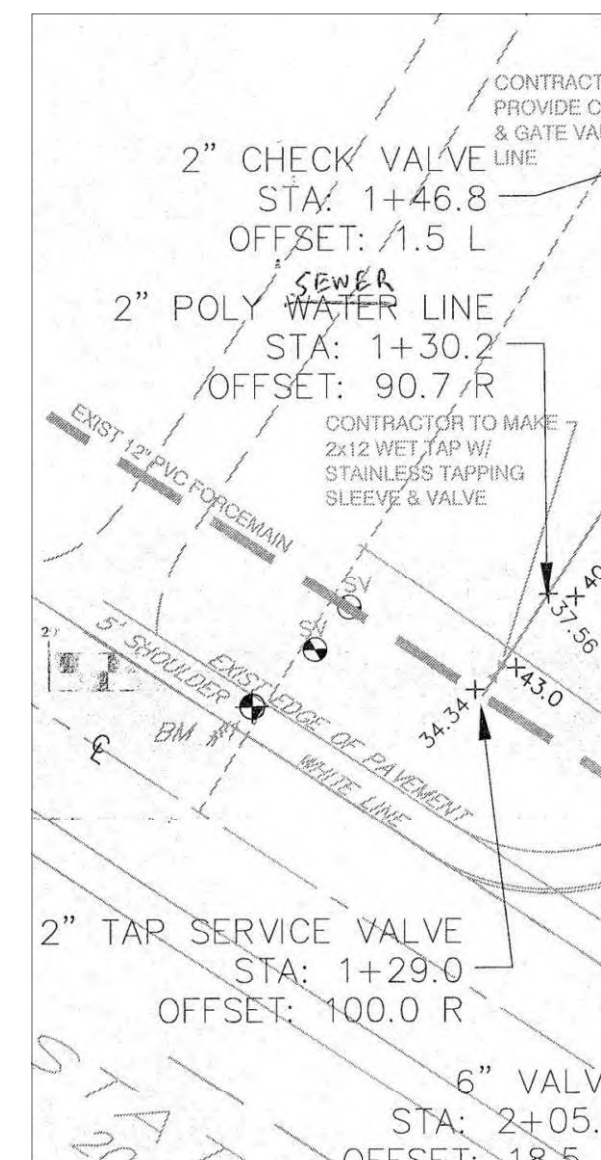 CONTRACT
PROVIDE C
& GATE VA
LINE
2” CHECK VALVE
STA: 1+46.8
OFFSET: 1.5 L
SEWER
2” POLY WATER LINE
STA: 1+30.2
OFFSET: 90.7 R
CONTRACTOR TO MAKE
2x12 WET TAP W/
STAINLESS TAPPING
SLEEVE & VALVE
EXIST 12" PVC FORCEMAIN
SV
40
37.56
43.0
34.34
5' SHOULDER
EXIST EDGE OF PAVEMENT
BM #1
WHITE LINE
2” TAP SERVICE VALVE
STA: 1+29.0
OFFSET: 100.0 R
STAT
20
6” VALV
STA: 2+05.
OFFSET: 18.5